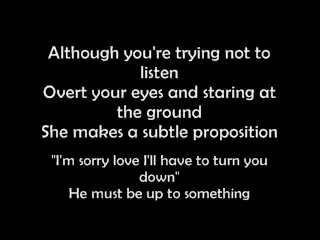 Although you're trying not to
listen
Overt your eyes and staring at
the ground
She makes a subtle proposition
"I'm sorry love I'll have to turn you
down"
He must be up to something